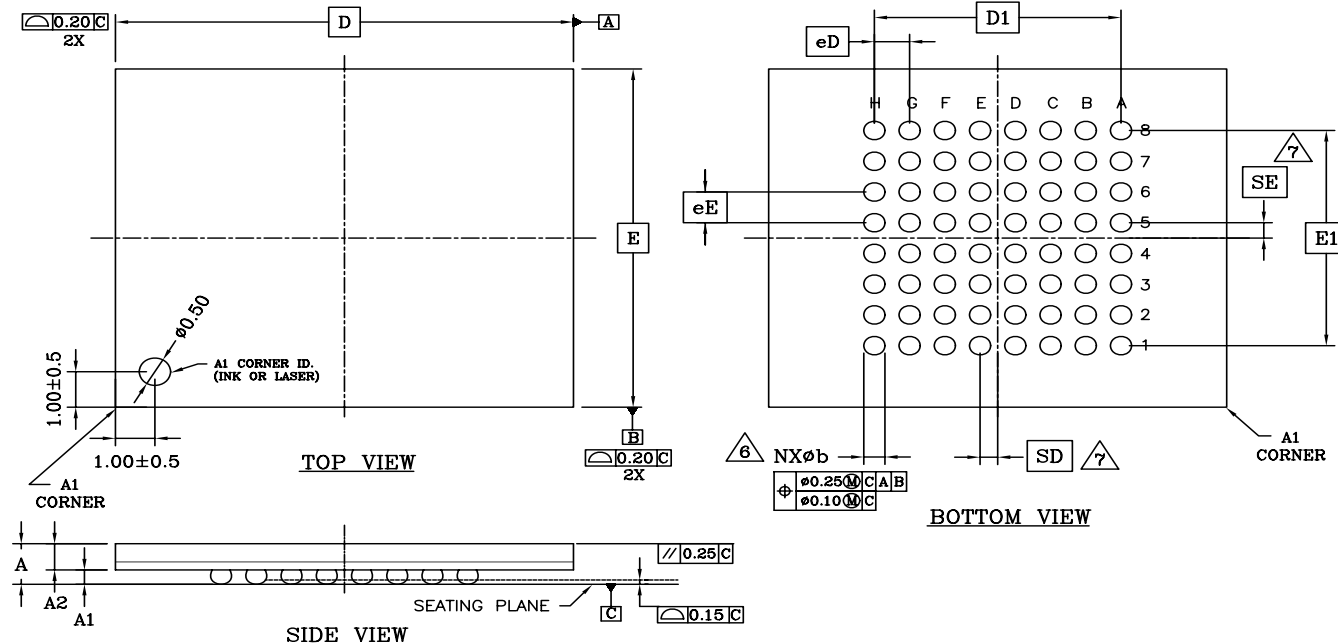 ⌓ 0.20 C
2X
D
A
E
1.00±0.5
ø0.50
A1 CORNER ID.
(INK OR LASER)
1.00±0.5
A1
CORNER
TOP VIEW
B
⌓ 0.20 C
2X
D1
eD
H G F E D C B A
8
7
6
5
4
3
2
1
eE
7
SE
E1
6
NXøb
⌖ ø0.25Ⓜ C A B
ø0.10Ⓜ C
SD
7
A1
CORNER
BOTTOM VIEW
A
A2
A1
// 0.25 C
SEATING PLANE
C
⌓ 0.15 C
SIDE VIEW